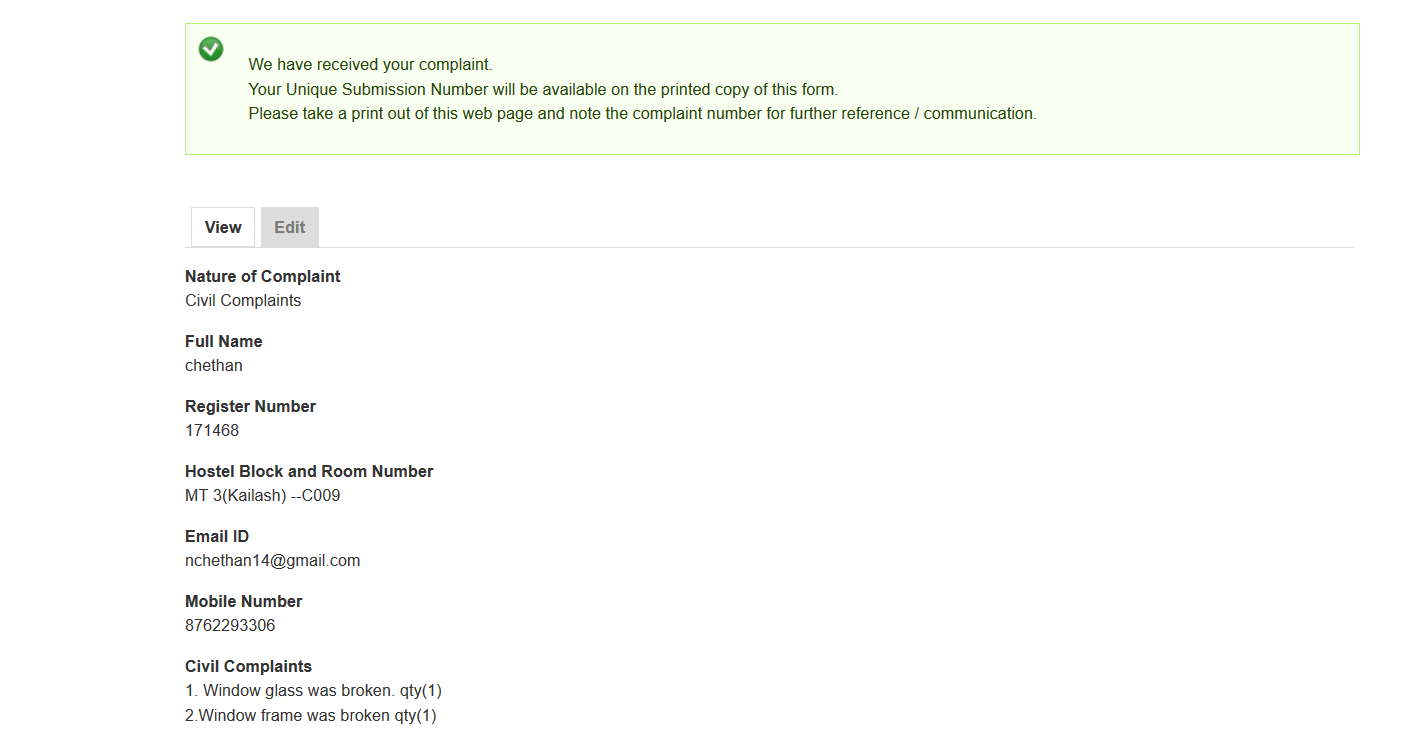 We have received your complaint.
Your Unique Submission Number will be available on the printed copy of this form.
Please take a print out of this web page and note the complaint number for further reference / communication.
View Edit
Nature of Complaint
Civil Complaints
Full Name
chethan
Register Number
171468
Hostel Block and Room Number
MT 3(Kailash) --C009
Email ID
nchethan14@gmail.com
Mobile Number
8762293306
Civil Complaints
1. Window glass was broken. qty(1)
2.Window frame was broken qty(1)